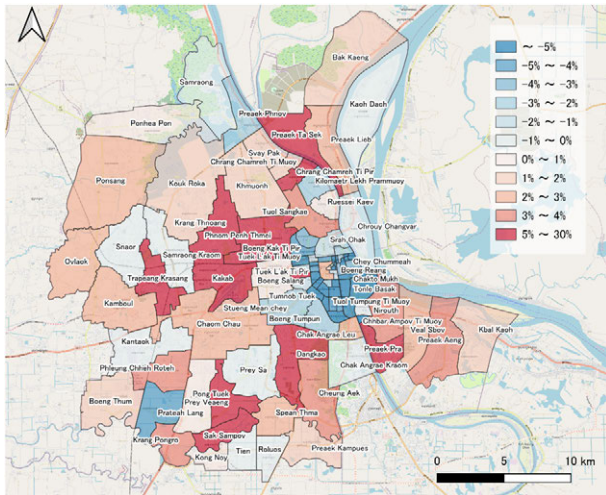 Bak Kaeng
Samraong
Kaoh Dach
Preaek Phnov
Preaek Ta Sek
Ponhea Pon
Preaek Lieb
Svay Pak
Chrang Chamreh Ti Muoy
Chrang Chamreh Ti Pir
Ponsang
Kouk Roka
Khmuonh
Kilomaetr Lekh Prammuoy
Ruessei Kaev
Tuol Sangkae
Krang Thnoang
Chrouy Changvar
Phnom Penh Thmei
Srah Chak
Snaor
Boeng Kak Ti Pir
Samraong Kraom
Tuek L'ak Ti Muoy
Ovlaok
Chey Chummeah
Tuek L'ak Ti Pir
Boeng Reang
Trapeang Krasang
Kakab
Boeng Salang
Chakto Mukh
Tonle Basak
Kamboul
Tumnob Tuek
Tuol Tumpung Ti Muoy
Stueng Mean chey
Nirouth
Boeng Tumpun
Chhbar Ampov Ti Muoy
Chaom Chau
Veal Sbov
Kbal Kaoh
Kantaok
Chak Angrae Leu
Preaek Aeng
Dangkao
Preaek Pra
Phleung Chheh Roteh
Prey Sa
Chak Angrae Kraom
Boeng Thum
Pong Tuek
Cheung Aek
Prey Veaeng
Prateah Lang
Spean Thma
Krang Pongro
Sak Sampov
Preaek Kampues
Kong Noy
Tien
Roluos
～ -5%
-5% ～ -4%
-4% ～ -3%
-3% ～ -2%
-2% ～ -1%
-1% ～ 0%
0% ～ 1%
1% ～ 2%
2% ～ 3%
3% ～ 4%
5% ～ 30%
0 5 10 km